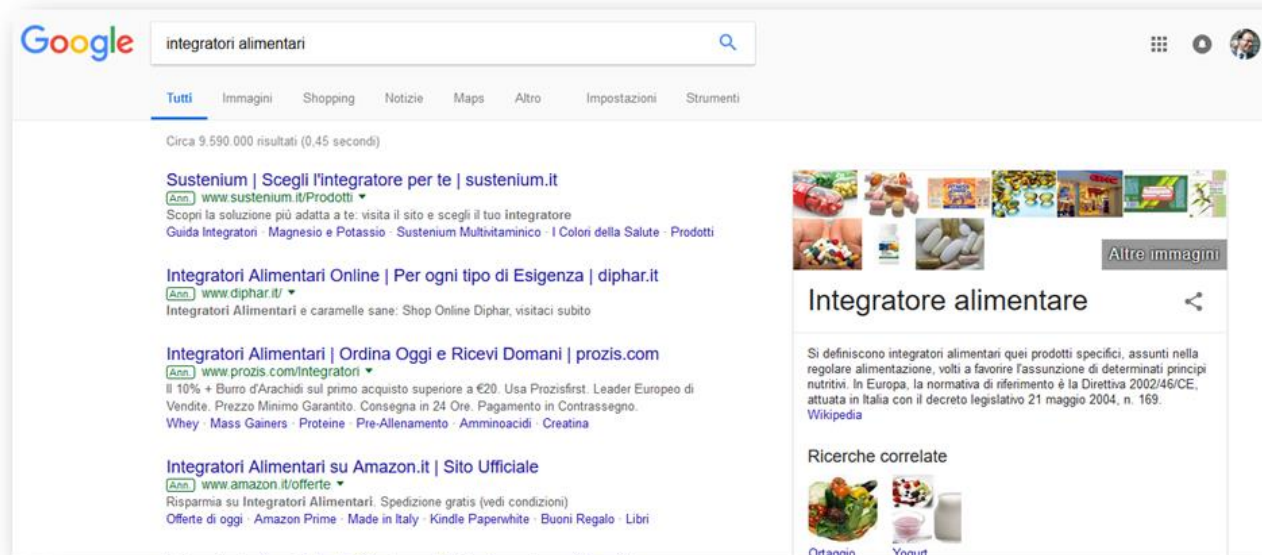 Google
integratori alimentari
Tutti Immagini Shopping Notizie Maps Altro Impostazioni Strumenti
Circa 9.590.000 risultati (0,45 secondi)
Sustenium | Scegli l'integratore per te | sustenium.it
Ann. www.sustenium.it/Prodotti
Scopri la soluzione più adatta a te: visita il sito e scegli il tuo integratore
Guida Integratori · Magnesio e Potassio · Sustenium Multivitaminico · I Colori della Salute · Prodotti
Integratori Alimentari Online | Per ogni tipo di Esigenza | diphar.it
Ann. www.diphar.it/
Integratori Alimentari e caramelle sane: Shop Online Diphar, visitaci subito
Integratori Alimentari | Ordina Oggi e Ricevi Domani | prozis.com
Ann. www.prozis.com/Integratori
Il 10% + Burro d'Arachidi sul primo acquisto superiore a €20. Usa Prozisfirst. Leader Europeo di
Vendite. Prezzo Minimo Garantito. Consegna in 24 Ore. Pagamento in Contrassegno.
Whey · Mass Gainers · Proteine · Pre-Allenamento · Amminoacidi · Creatina
Integratori Alimentari su Amazon.it | Sito Ufficiale
Ann. www.amazon.it/offerte
Risparmia su Integratori Alimentari. Spedizione gratis (vedi condizioni)
Offerte di oggi · Amazon Prime · Made in Italy · Kindle Paperwhite · Buoni Regalo · Libri
Altre immagini
Integratore alimentare
Si definiscono integratori alimentari quei prodotti specifici, assunti nella
regolare alimentazione, volti a favorire l'assunzione di determinati principi
nutritivi. In Europa, la normativa di riferimento è la Direttiva 2002/46/CE,
attuata in Italia con il decreto legislativo 21 maggio 2004, n. 169.
Wikipedia
Ricerche correlate
Ortaggio Yogurt